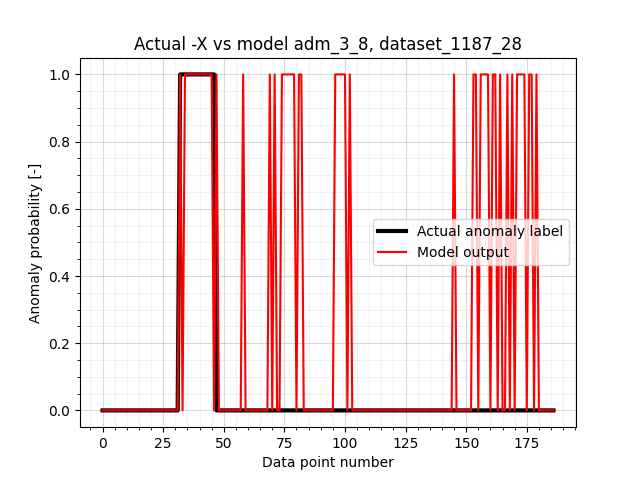 Actual -X vs model adm_3_8, dataset_1187_28
1.0
0.8
0.6
0.4
0.2
0.0
Anomaly probability [-]
Actual anomaly label
Model output
0 25 50 75 100 125 150 175
Data point number